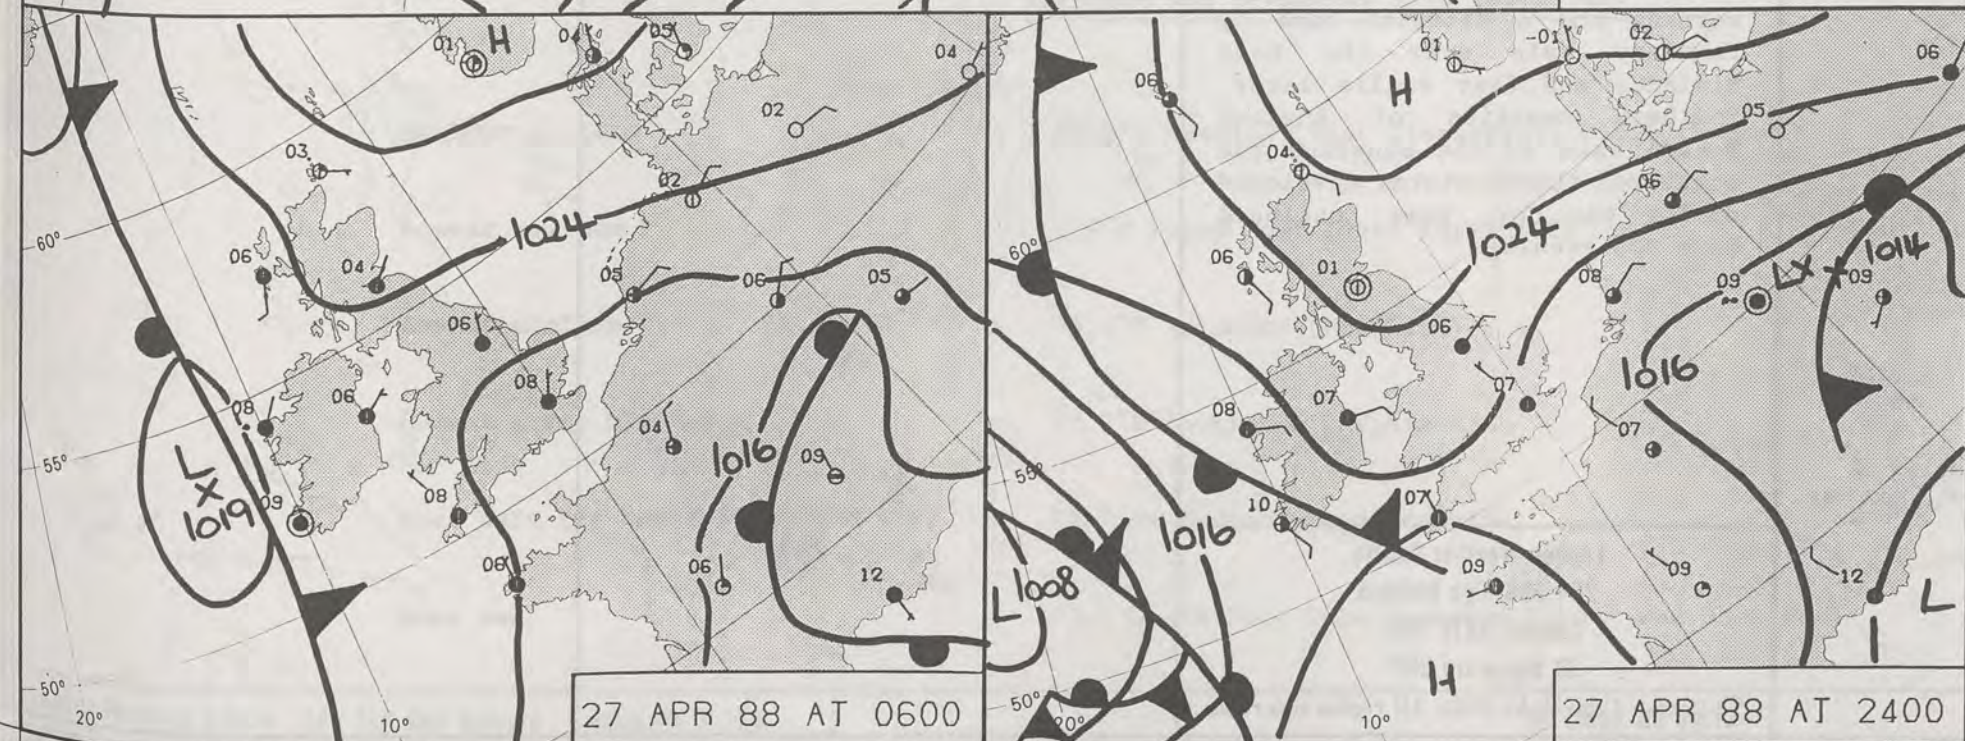 01 H 04 05 04
02
03
02
1024
60° 06 04
05 06 05
06
08 06 08
04 1016 09
55° L X 1019 09 08
08 06 12
50°
20° 10°
27 APR 88 AT 0600
01 -01 02 06
06 H 05
04
06
1024 1014
60° 06 01 08 09 LX 09
06
1016
08 07 07 07
55°
10 07
1016
L 1008 09 09 12 L
H
50° 20° 10°
27 APR 88 AT 2400